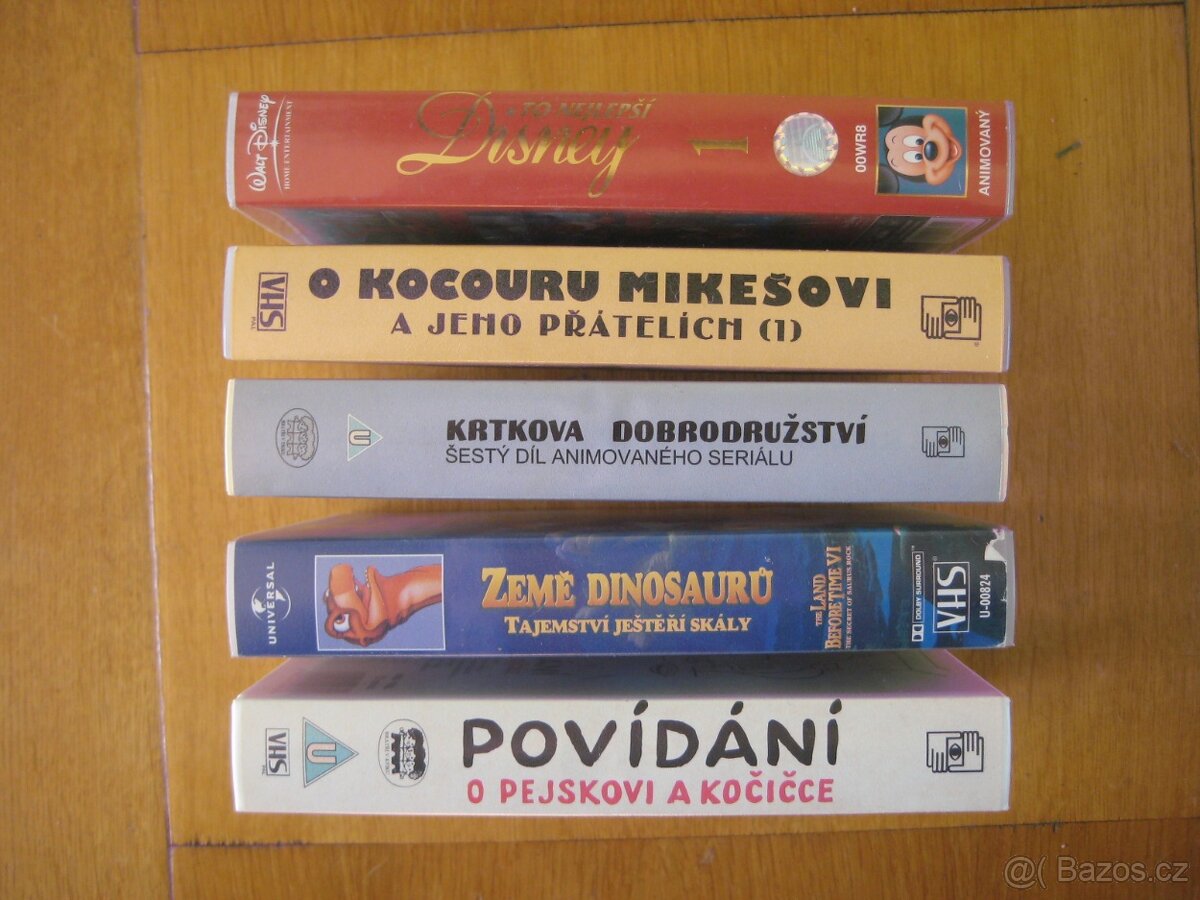 WALT DISNEY
HOME ENTERTAINMENT
TO NEJLEPŠÍ
Disney
1
00WR8
ANIMOVANÝ
VHS
PAL
O KOCOURU MIKEŠOVI
A JEHO PŘÁTELÍCH (1)
U
KRTKOVA DOBRODRUŽSTVÍ
ŠESTÝ DÍL ANIMOVANÉHO SERIÁLU
UNIVERSAL
ZEMĚ DINOSAURŮ
TAJEMSTVÍ JEŠTĚŘÍ SKÁLY
THE LAND
BEFORE TIME VI
THE SECRET OF SAURUS ROCK
DOLBY SURROUND
VHS
U-00824
VHS
PAL
U
POVÍDÁNÍ
O PEJSKOVI A KOČIČCE
@( Bazos.cz